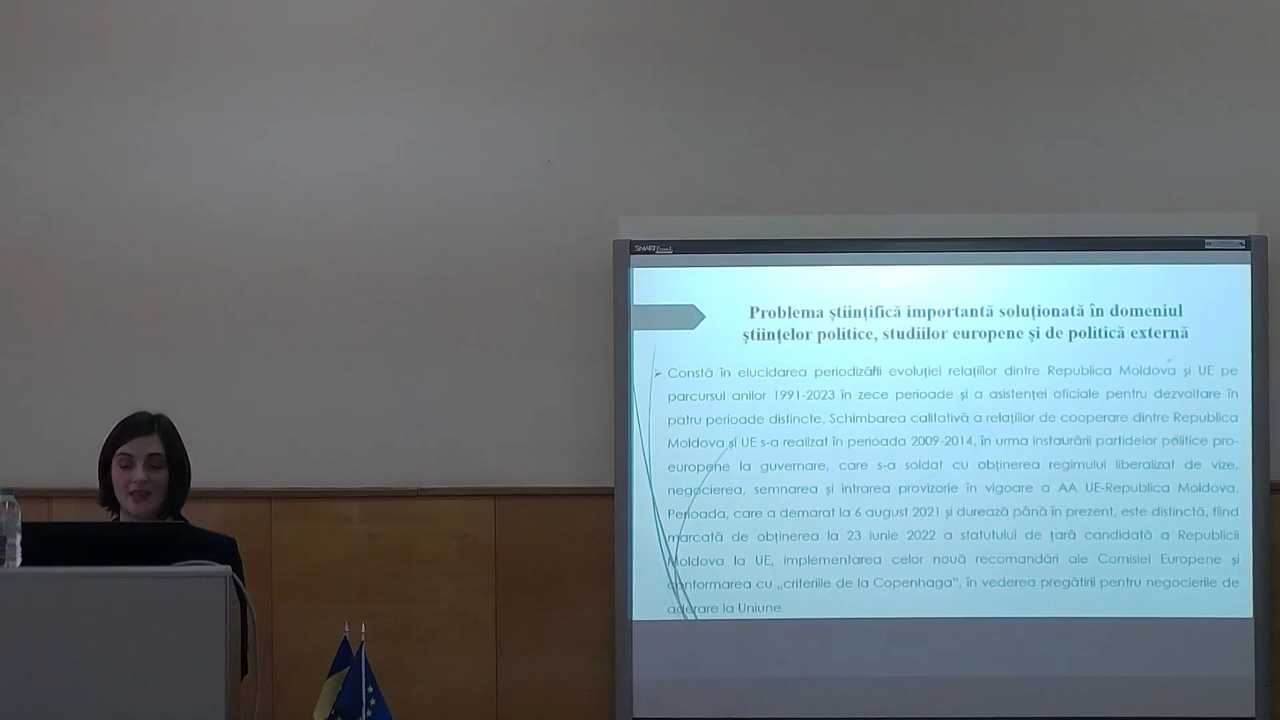 SMART
Problema științifică importantă soluționată în domeniul
științelor politice, studiilor europene și de politică externă
Constă în elucidarea periodizării evoluției relațiilor dintre Republica Moldova și UE pe
parcursul anilor 1991-2023 în zece perioade și a asistenței oficiale pentru dezvoltare în
patru perioade distincte. Schimbarea calitativă a relațiilor de cooperare dintre Republica
Moldova și UE s-a realizat în perioada 2009-2014, în urma instaurării partidelor politice pro-
europene la guvernare, care s-a soldat cu obținerea regimului liberalizat de vize,
negocierea, semnarea și intrarea provizorie în vigoare a AA UE-Republica Moldova.
Perioada, care a demarat la 6 august 2021 și durează până în prezent, este distinctă, fiind
marcată de obținerea la 23 iunie 2022 a statutului de țară candidată a Republicii
Moldova la UE, implementarea celor nouă recomandări ale Comisiei Europene și
conformarea cu „criteriile de la Copenhaga", în vederea pregătirii pentru negocierile de
aderare la Uniune.